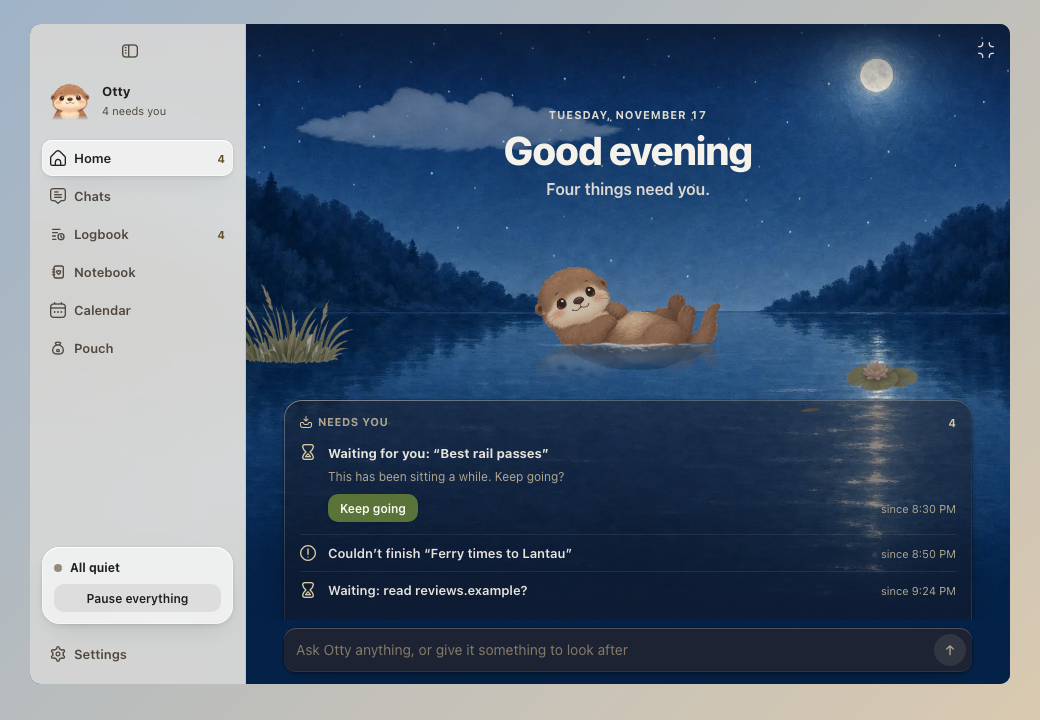 Otty
4 needs you
Home 4
Chats
Logbook 4
Notebook
Calendar
Pouch
All quiet
Pause everything
Settings
TUESDAY, NOVEMBER 17
Good evening
Four things need you.
NEEDS YOU 4
Waiting for you: “Best rail passes”
This has been sitting a while. Keep going?
Keep going since 8:30 PM
Couldn’t finish “Ferry times to Lantau” since 8:50 PM
Waiting: read reviews.example? since 9:24 PM
Ask Otty anything, or give it something to look after